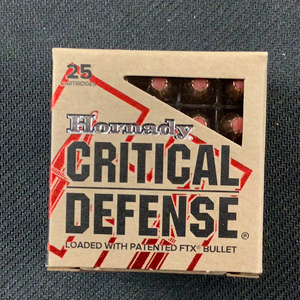 25
CARTRIDGES
Hornady
CRITICAL
DEFENSE®
LOADED WITH PATENTED FTX® BULLET